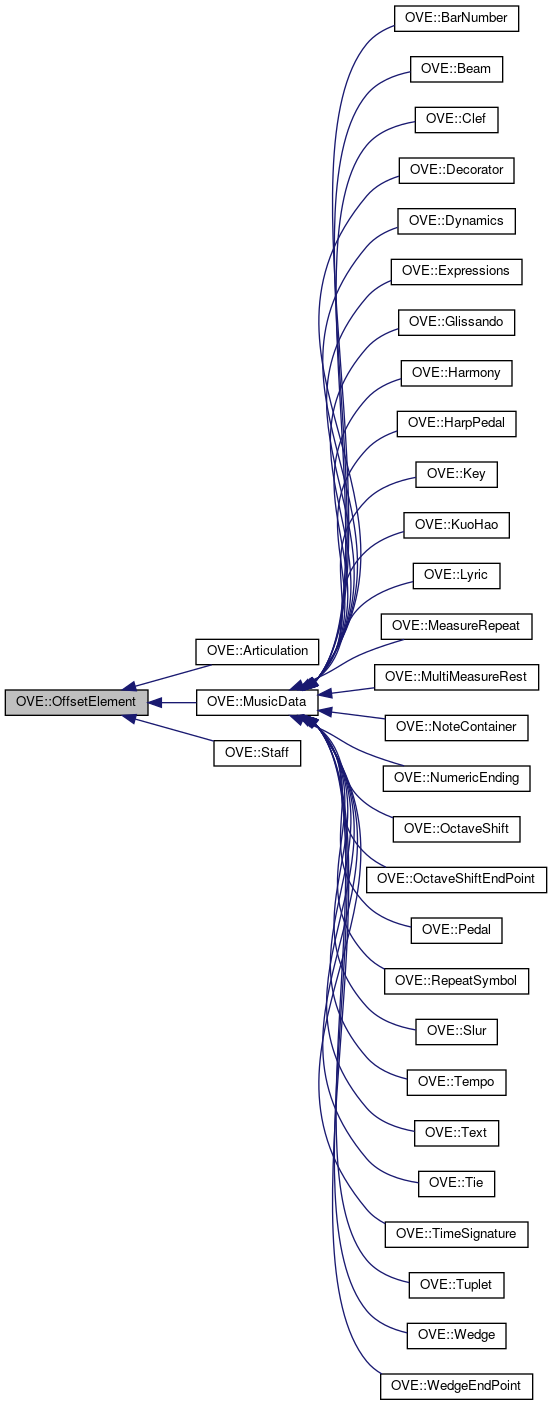 OVE::BarNumber
OVE::Beam
OVE::Clef
OVE::Decorator
OVE::Dynamics
OVE::Expressions
OVE::Glissando
OVE::Harmony
OVE::HarpPedal
OVE::Key
OVE::KuoHao
OVE::Lyric
OVE::MeasureRepeat
OVE::Articulation
OVE::MultiMeasureRest
OVE::OffsetElement
OVE::MusicData
OVE::NoteContainer
OVE::Staff
OVE::NumericEnding
OVE::OctaveShift
OVE::OctaveShiftEndPoint
OVE::Pedal
OVE::RepeatSymbol
OVE::Slur
OVE::Tempo
OVE::Text
OVE::Tie
OVE::TimeSignature
OVE::Tuplet
OVE::Wedge
OVE::WedgeEndPoint